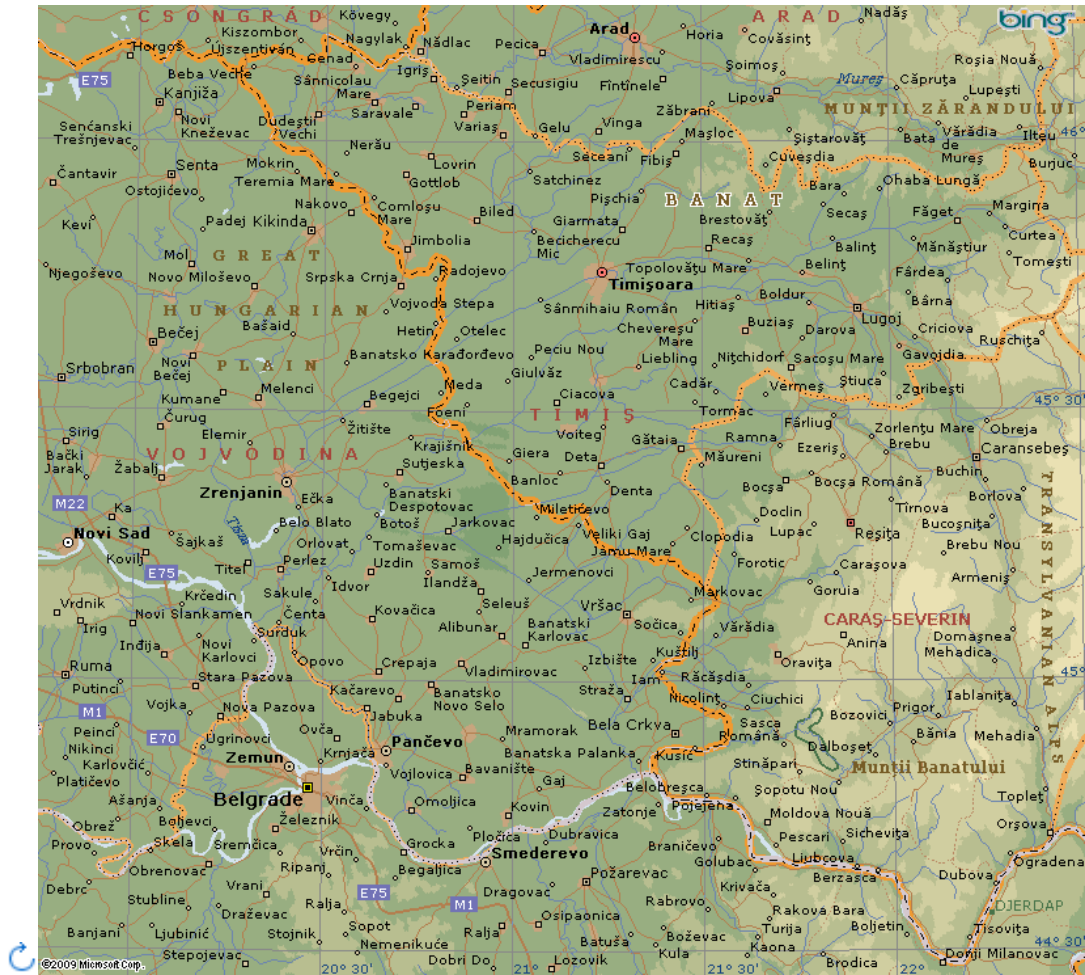 CSONGRÁD
Kövegy
ARAD
Nadăş
bing
Kiszombor
Nagylak
Nădlac
Pecica
Arad
Horia
Covăsinţ
Horgoš
Ujszentiván
Cenad
Vladimirescu
Roşia Nouă
E75
Beba Veche
Sânnicolau
Mare
Igriş
Şeitin
Secusigiu
Fîntînele
Şoimoş
Mureş
Căpruţa
Kanjiža
Periam
Zăbrani
Lipova
Lupeşti
Novi
Kneževac
Dudeştii
Vechi
Saravale
Variaş
Gelu
Vinga
Maşloc
MUNŢII ZĂRANDULUI
Senćanski
Trešnjevac
Nerău
Şiştarovăţ
Bata
Vărădia
de
Mureş
Ilteu
46°
Senta
Mokrin
Lovrin
Seceani
Fibiş
Cuveşdia
Burjuc
Čantavir
Ostojićevo
Teremia Mare
Gottlob
Satchinez
Pişchia
Bara
Ohaba Lungă
Nakovo
Comloşu
Mare
Biled
BANAT
Margina
Kevi
Padej
Kikinda
Giarmata
Brestovăţ
Secaş
Făget
Curtea
Mol
GREAT
Jimbolia
Becicherecu
Mic
Recaş
Balinţ
Mănăştiur
Tomeşti
Njegoševo
Novo Miloševo
Srpska Crnja
Radojevo
Topolovăţu Mare
Belinţ
Fârdea
Timişoara
HUNGARIAN
Vojvoda Stepa
Sânmihaiu Român
Hitiaş
Boldur
Bârna
Bečej
Bašaid
Hetin
Otelec
Chevereşu
Mare
Buziaş
Darova
Lugoj
Criciova
Ruschiţa
Novi
Bečej
Banatsko Karađorđevo
Peciu Nou
Liebling
Niţchidorf
Sacoşu Mare
Gavojdia
Srbobran
PLAIN
Giulvăz
Kumane
Melenci
Begejci
Meda
Ciacova
Cadăr
Vermeş
Ştiuca
Zgribeşti
Čurug
Foeni
TIMIŞ
Tormac
45°30
Sirig
Elemir
Žitište
Voiteg
Fârliug
Zorlenţu Mare
Obreja
Bački
Jarak
VOJVODINA
Krajišnik
Giera
Gătaia
Ramna
Ezeriş
Brebu
Caransebeş
Žabalj
Sutjeska
Deta
Măureni
Buchin
Zrenjanin
Banloc
Bocşa
Bocşa Română
Borlova
M22
Ečka
Banatski
Despotovac
Denta
Tîrnova
Ka
Belo Blato
Botoš
Jarkovac
Miletićevo
Doclin
Bucoşniţa
Novi Sad
Tisza
Veliki Gaj
Lupac
Reşiţa
Šajkaš
Orlovat
Tomaševac
Hajdučica
Jamu Mare
Clopodia
Brebu Nou
Kovilj
E75
Titel
Perlez
Uzdin
Samoš
Forotic
Caraşova
Idvor
Ilandža
Jermenovci
Armeniş
Krčedin
Sakule
Markovac
Goruia
Vrdnik
Novi Slankamen
Čenta
Kovačica
Seleuš
Vršac
TRANSYLVANIAN ALPS
Irig
Surduk
Alibunar
Banatski
Karlovac
Sočica
Vărădia
CARAŞ-SEVERIN
Inđija
Novi
Karlovci
Domaşnea
Anina
Mehadica
Ruma
Opovo
Crepaja
Vladimirovac
Izbište
Kuštilj
Oraviţa
45°
Putinci
Stara Pazova
Kačarevo
Banatsko
Novo Selo
Straža
Iam
Răcăşdia
Iablaniţa
Nicolinţ
Ciuchici
M1
Vojka
Nova Pazova
Jabuka
Bela Crkva
Sasca
Română
Bozovici
Prigor
Peinci
Ovča
Mramorak
Bănia
Mehadia
E70
Ugrinovci
Pančevo
Nikinci
Krnjača
Banatska Palanka
Kusić
Dalboşet
Karlovčić
Zemun
Bavanište
Stinăpari
Munţii Banatului
Platičevo
Vojlovica
Gaj
Belobreşca
Şopotu Nou
Topleţ
Belgrade
Ašanja
Vinča
Omoljica
Kovin
Zatonje
Pojejena
Moldova Nouă
Obrež
Boljevci
Železnik
Pločica
Dubravica
Pescari
Sicheviţa
Orşova
Provo
Skela
Sremčica
Vrčin
Grocka
Smederevo
Braničevo
Golubac
Liubcova
Ogradena
Obrenovac
Ripanj
Begaljica
Požarevac
Berzasca
Dubova
Debrc
Vrani
E75
Dragovac
Krivača
Stubline
Ralja
M1
Rabrovo
Rakova Bara
DJERDAP
Draževac
Osipaonica
Turija
Tisoviţa
Banjani
Ljubinić
Stojnik
Sopot
Ralja
Batuša
Boževac
Boljetin
Nemenikuće
Kaona
44°30
Stepojevac
Dobri Do
Lozovik
Kula
Brodica
Donji Milanovac
©2009 Microsoft Corp.
20°30
21°
21°30
22°